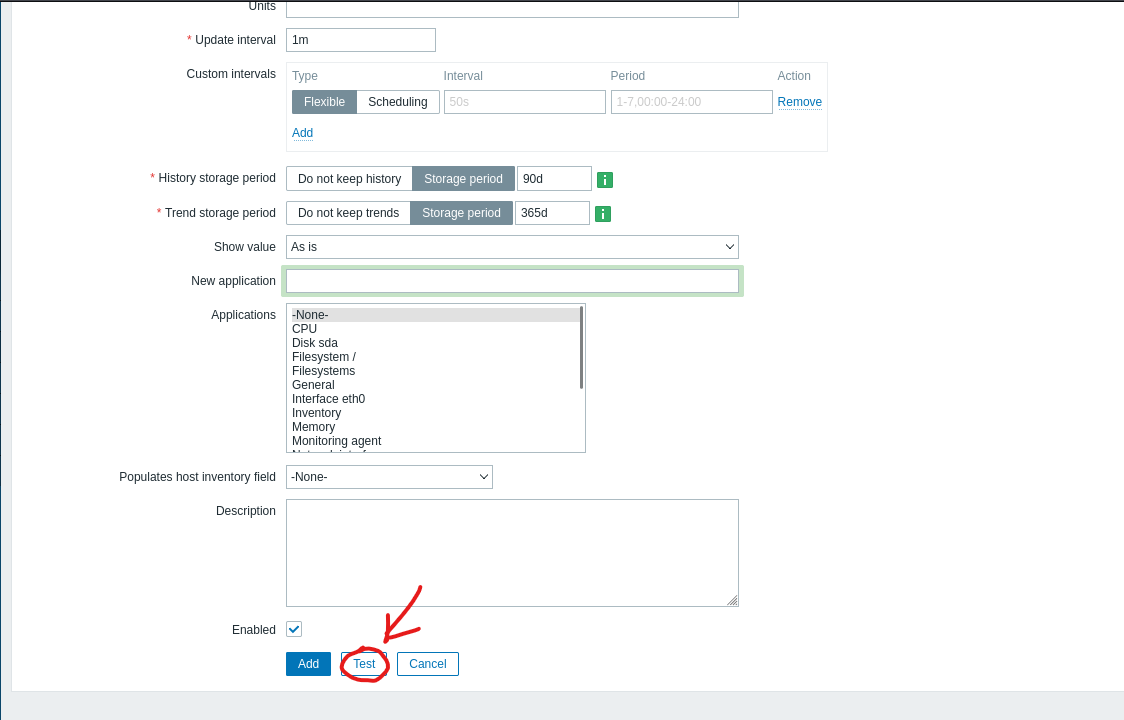 Units
* Update interval 1m
Custom intervals Type Interval Period Action
Flexible Scheduling 50s 1-7,00:00-24:00 Remove
Add
* History storage period Do not keep history Storage period 90d i
* Trend storage period Do not keep trends Storage period 365d i
Show value As is
New application
Applications -None-
CPU
Disk sda
Filesystem /
Filesystems
General
Interface eth0
Inventory
Memory
Monitoring agent
Populates host inventory field -None-
Description
Enabled
Add Test Cancel